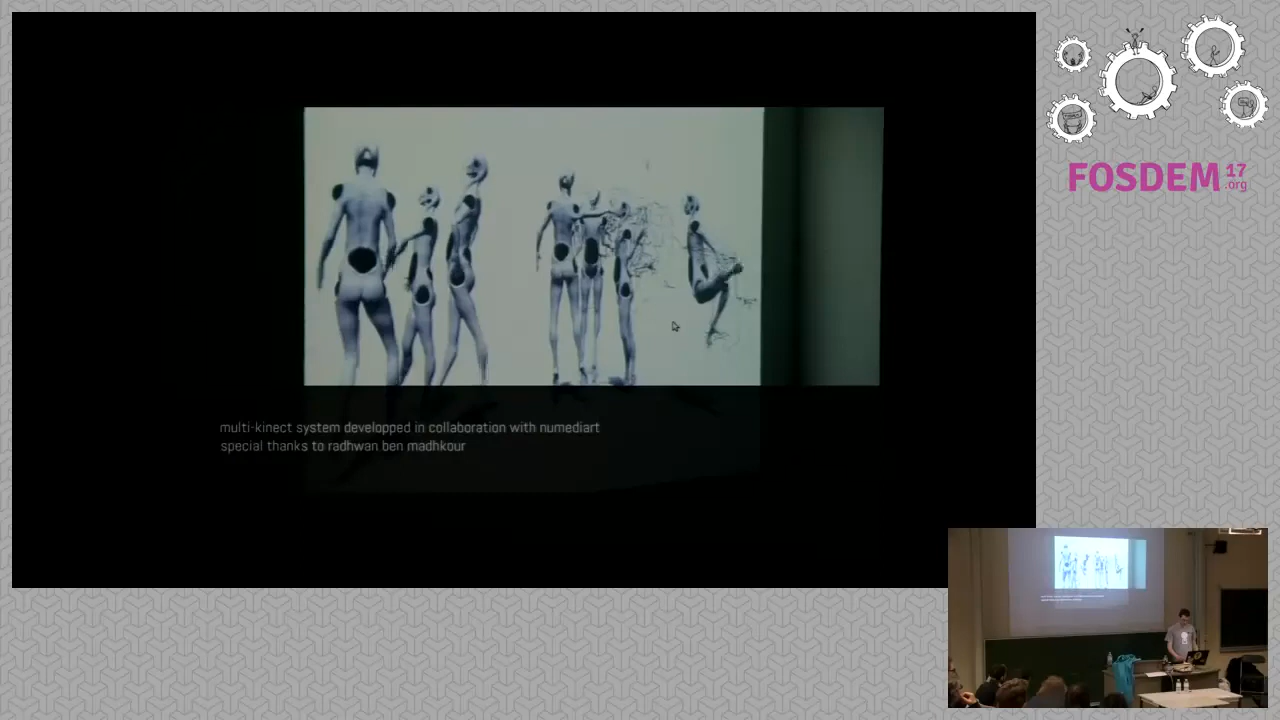 FOSDEM 17
.org
multi-kinect system developped in collaboration with numediart
special thanks to radhwan ben madhkour